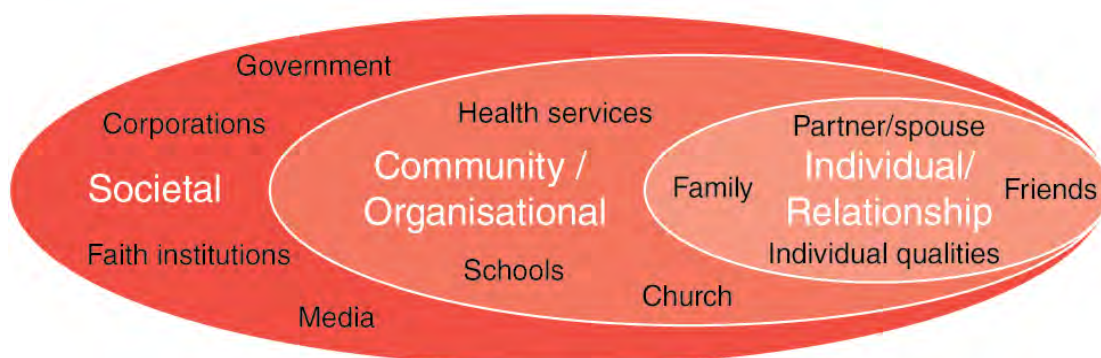 Government
Corporations
Societal
Faith institutions
Media
Health services
Community /
Organisational
Schools
Church
Partner/spouse
Family
Individual/
Relationship
Friends
Individual qualities